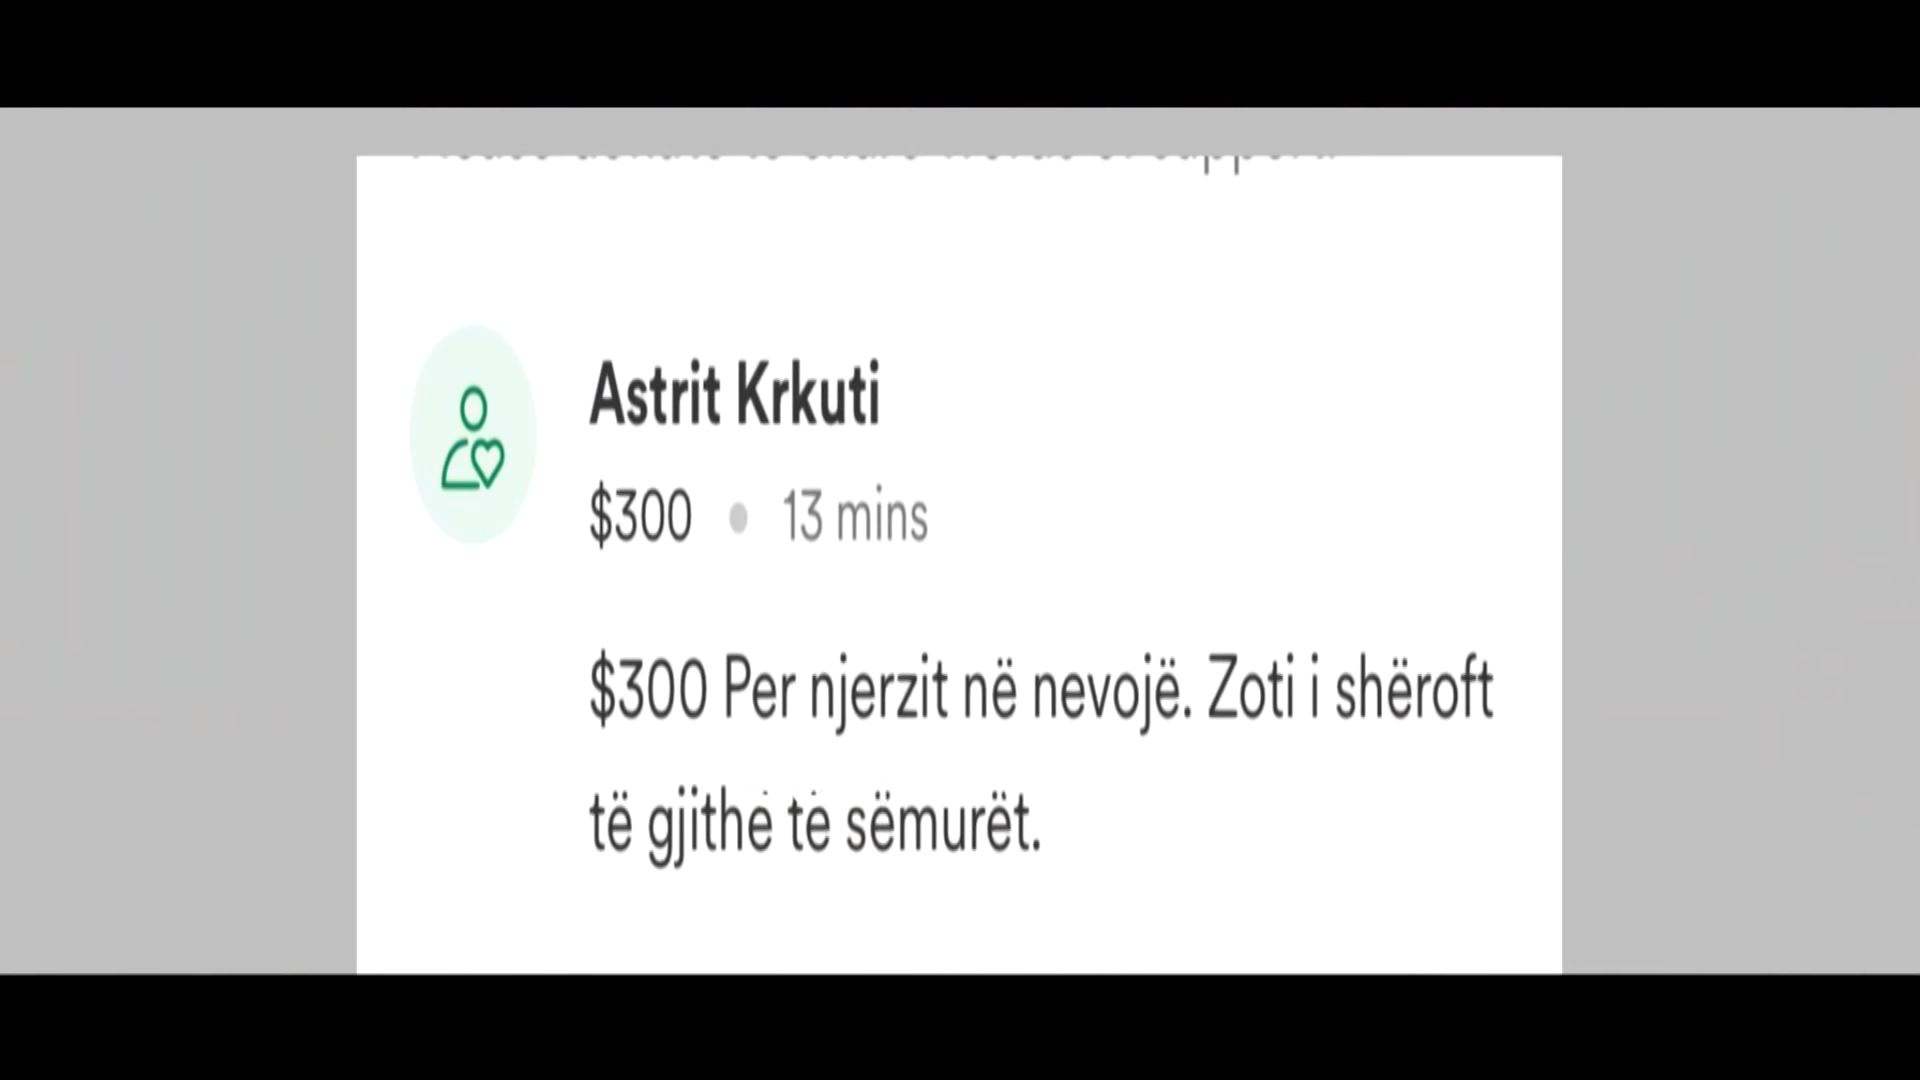 Astrit Krkuti
$300 • 13 mins
$300 Per njerzit në nevojë. Zoti i shëroft
të gjithë të sëmurët.